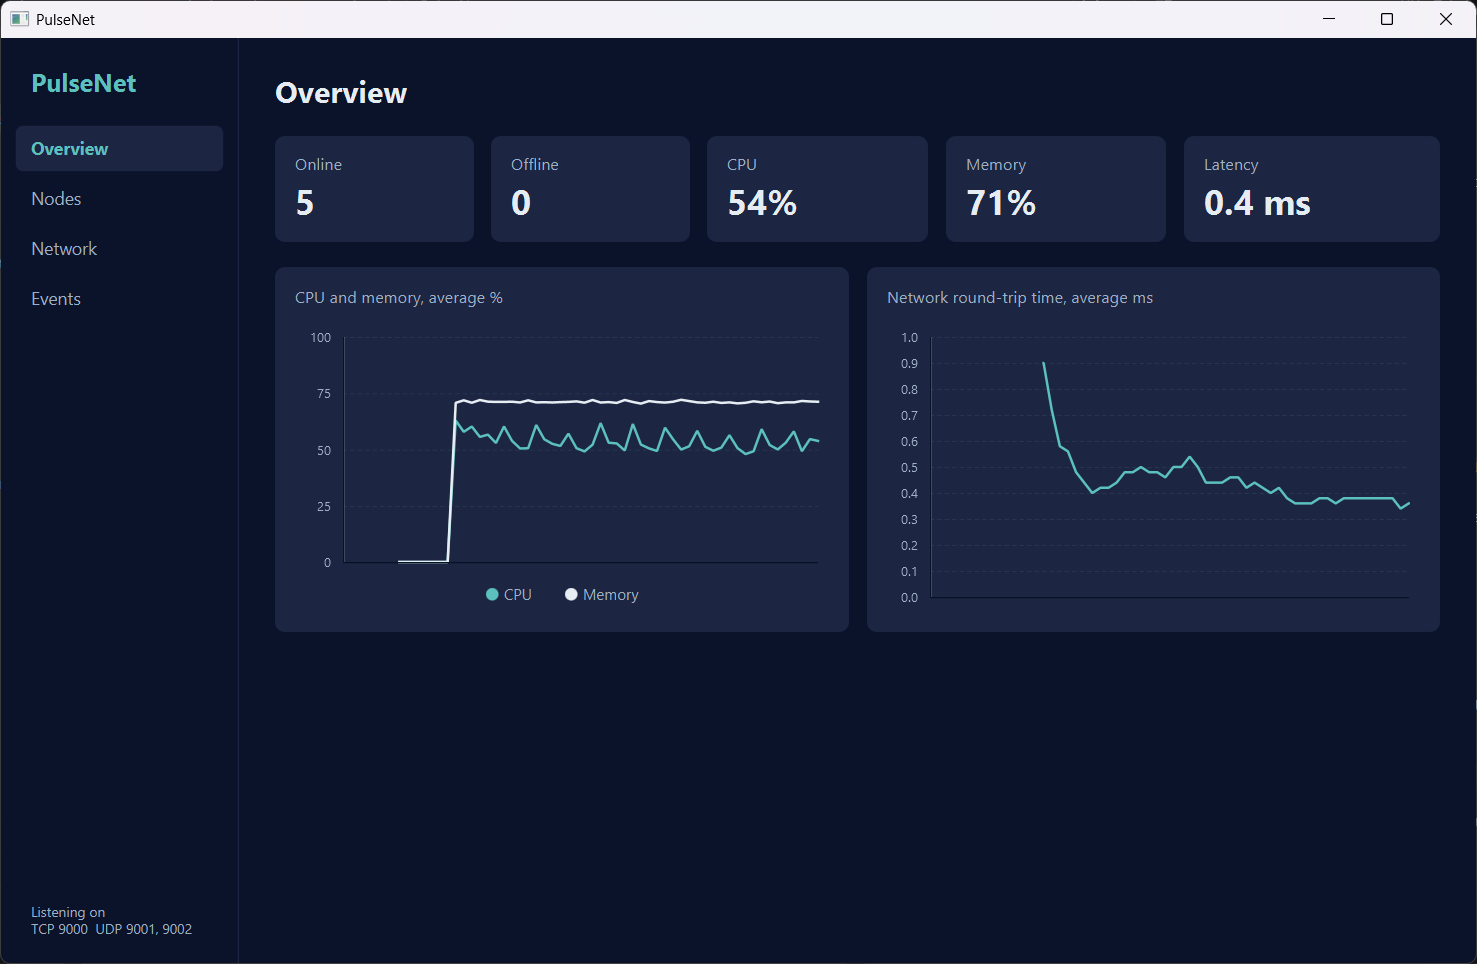 PulseNet
PulseNet
Overview
Nodes
Network
Events
Listening on
TCP 9000 UDP 9001, 9002
Overview
Online
5
Offline
0
CPU
54%
Memory
71%
Latency
0.4 ms
CPU and memory, average %
100
75
50
25
0
CPU
Memory
Network round-trip time, average ms
1.0
0.9
0.8
0.7
0.6
0.5
0.4
0.3
0.2
0.1
0.0